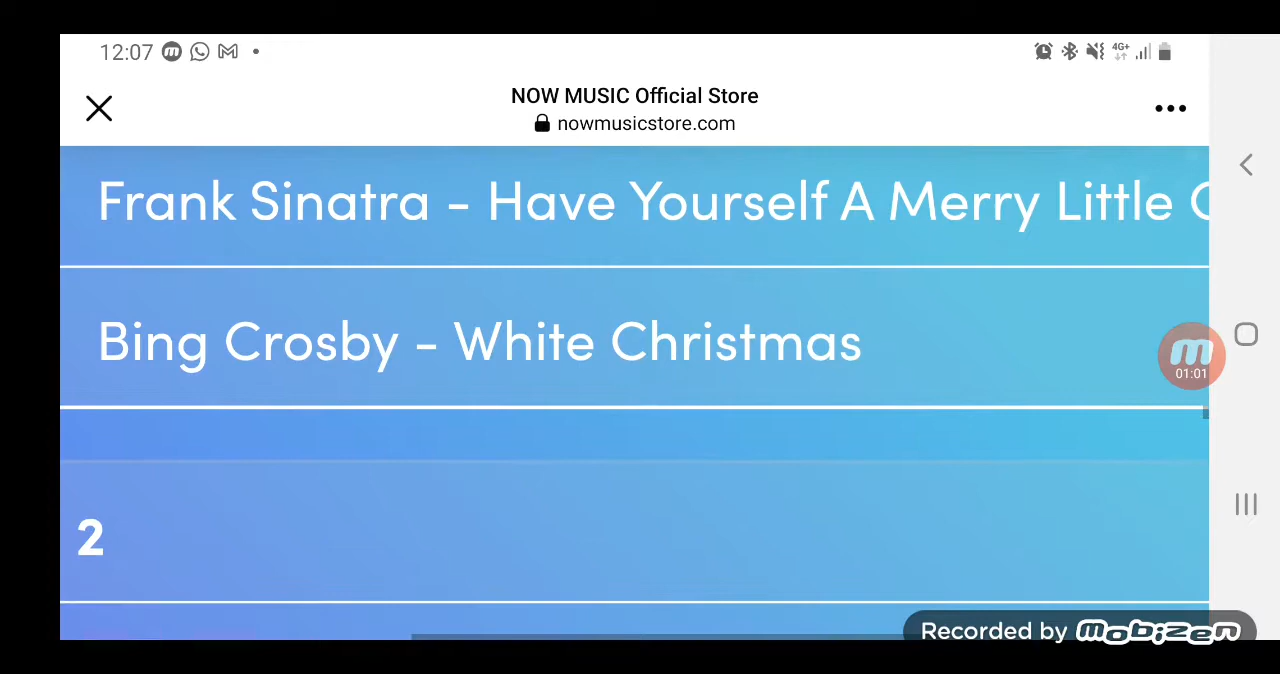 12:07
4G+
NOW MUSIC Official Store
nowmusicstore.com
Frank Sinatra - Have Yourself A Merry Little
Bing Crosby - White Christmas
m
01:01
2
Recorded by Mobizen